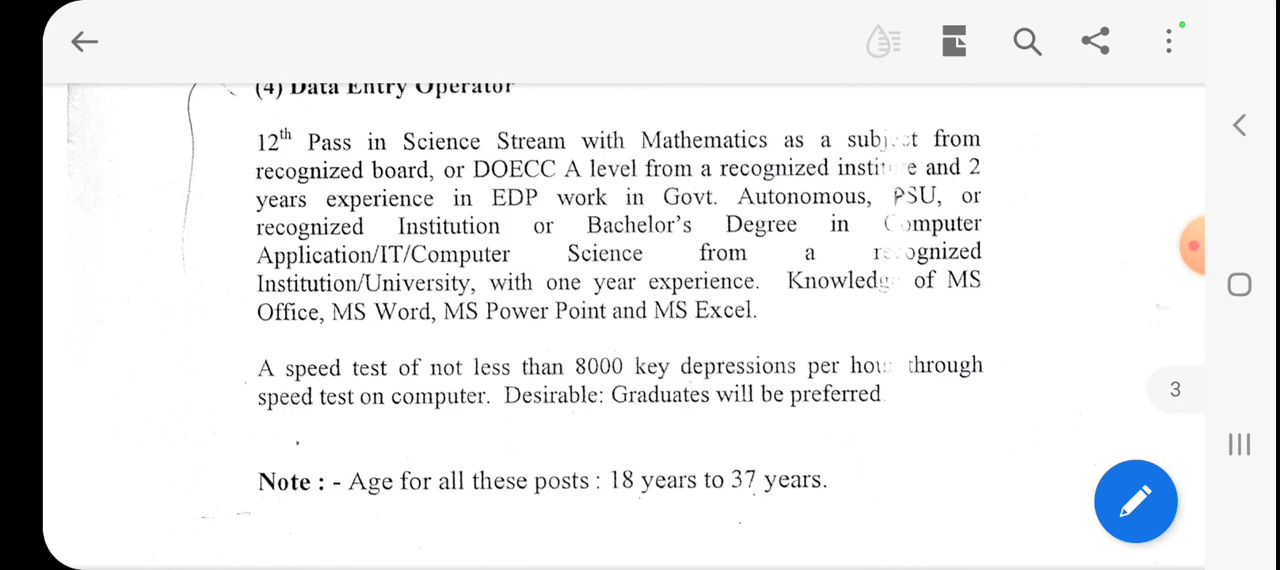 (4) Data Entry Operator
12th Pass in Science Stream with Mathematics as a subject from
recognized board, or DOECC A level from a recognized institute and 2
years experience in EDP work in Govt. Autonomous, PSU, or
recognized Institution or Bachelor's Degree in Computer
Application/IT/Computer Science from a recognized
Institution/University, with one year experience. Knowledge of MS
Office, MS Word, MS Power Point and MS Excel.
A speed test of not less than 8000 key depressions per hour through
speed test on computer. Desirable: Graduates will be preferred
3
Note : - Age for all these posts : 18 years to 37 years.